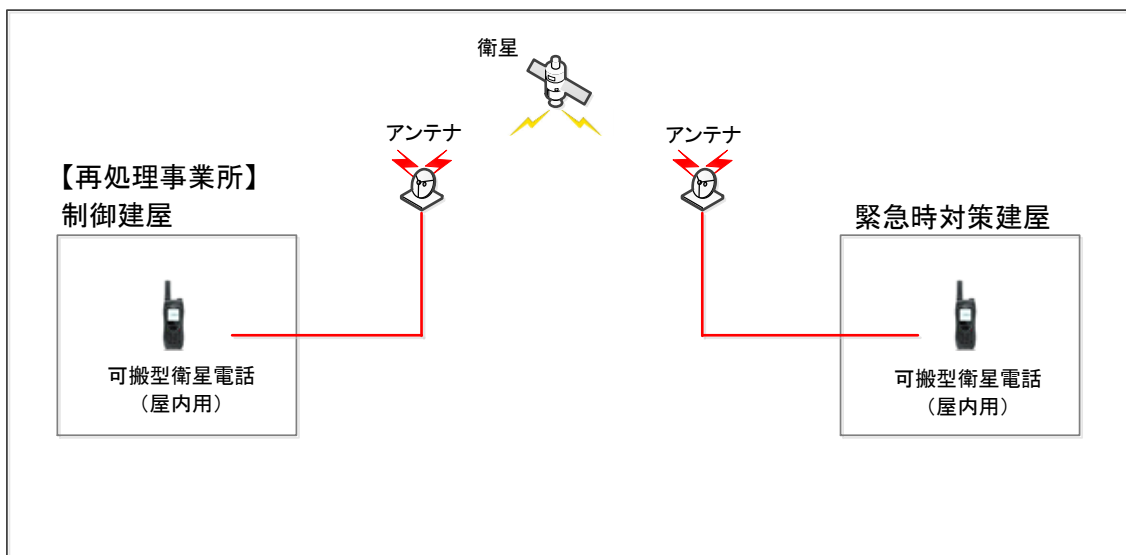 衛星
アンテナ
アンテナ
【再処理事業所】
制御建屋
緊急時対策建屋
可搬型衛星電話
（屋内用）
可搬型衛星電話
（屋内用）